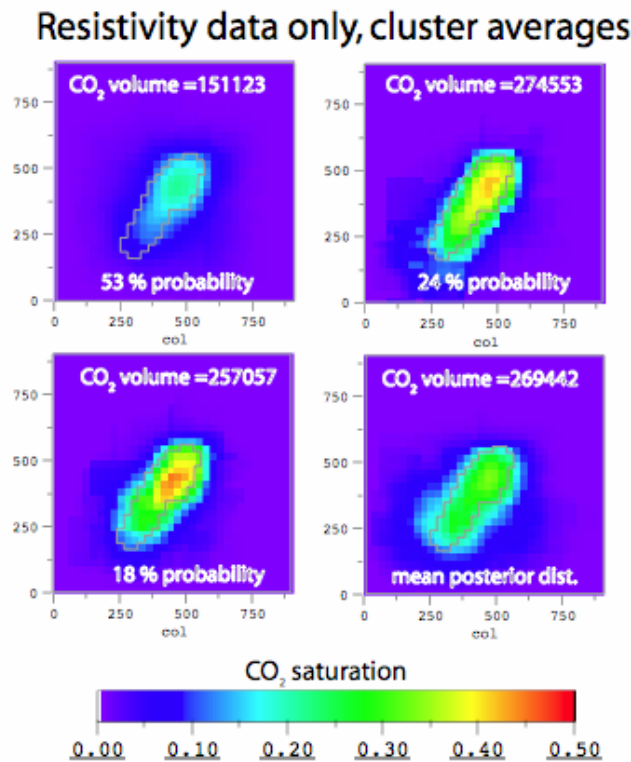 Resistivity data only, cluster averages
CO₂ volume =151123
750
500
250
0
53 % probability
0 250 500 750
col
CO₂ volume =274553
750
500
250
0
24 % probability
0 250 500 750
col
CO₂ volume =257057
750
500
250
0
18 % probability
0 250 500 750
col
CO₂ volume =269442
750
500
250
0
mean posterior dist.
0 250 500 750
col
CO₂ saturation
0.00 0.10 0.20 0.30 0.40 0.50